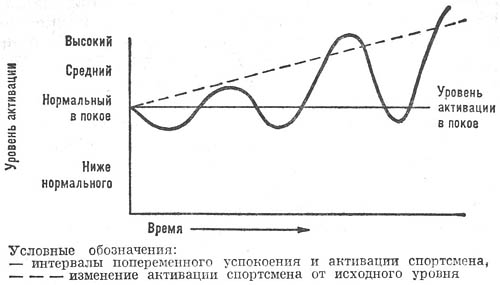 Уровень активации
Высокий
Средний
Нормальный
в покое
Ниже
нормального
Уровень
активации
в покое
Время
Условные обозначения:
— интервалы попеременного успокоения и активации спортсмена,
— — — изменение активации спортсмена от исходного уровня